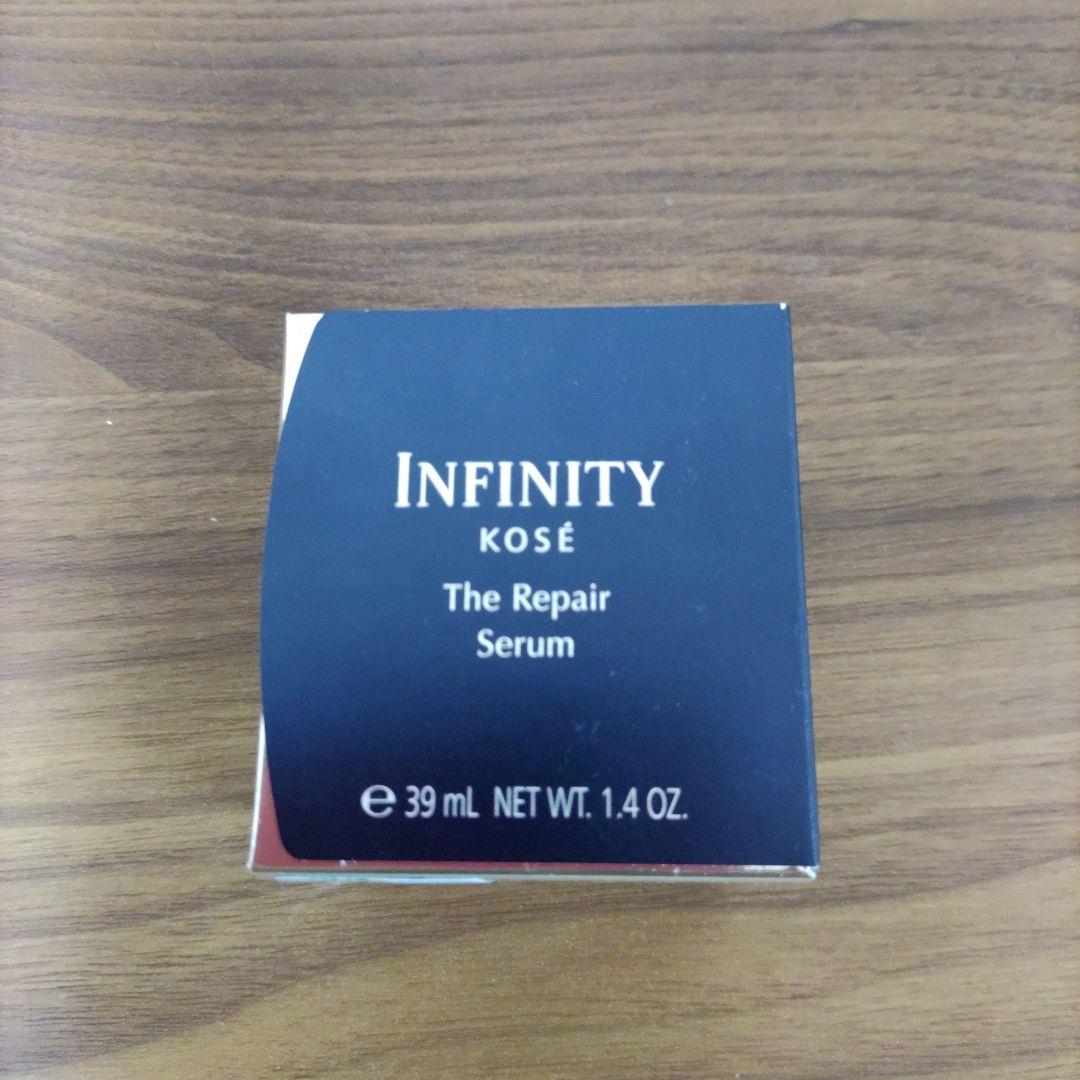 INFINITY
KOSÉ
The Repair
Serum
℮ 39 mL NET WT. 1.4 OZ.